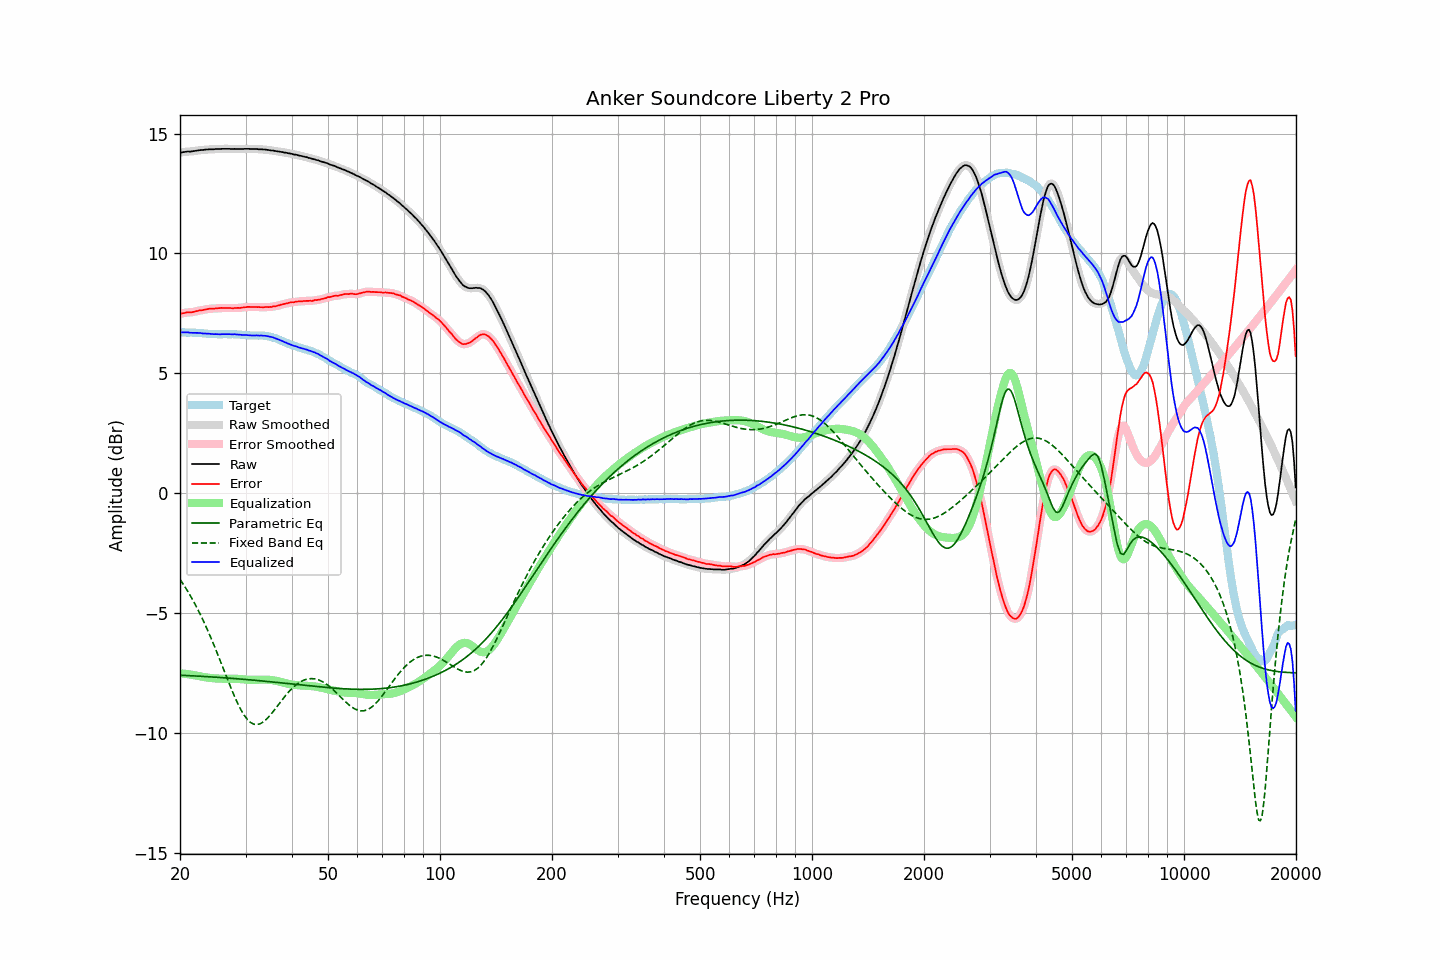 Anker Soundcore Liberty 2 Pro
Amplitude (dBr)
15
10
5
0
−5
−10
−15
Target
Raw Smoothed
Error Smoothed
Raw
Error
Equalization
Parametric Eq
Fixed Band Eq
Equalized
20 50 100 200 500 1000 2000 5000 10000 20000
Frequency (Hz)